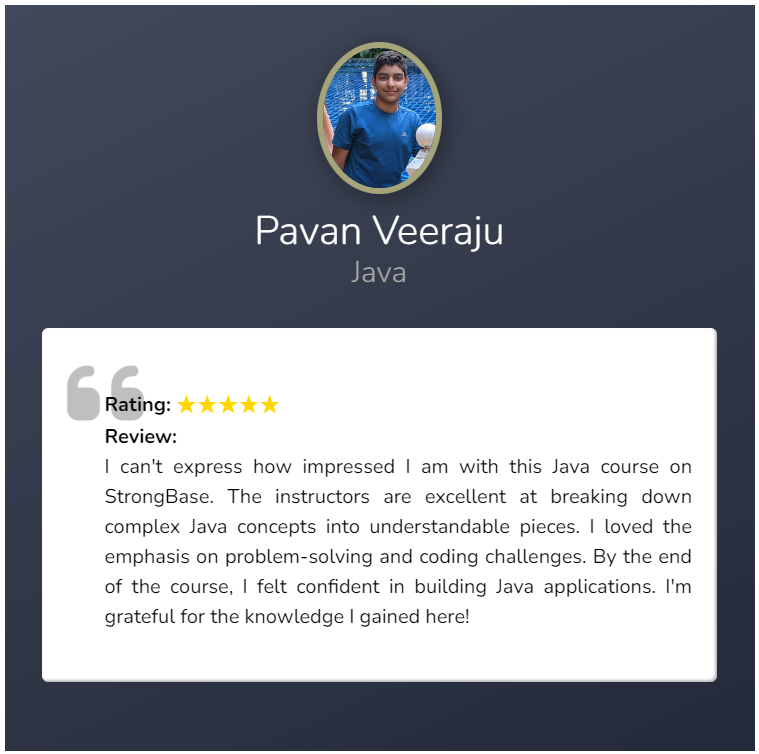 Pavan Veeraju
Java
Rating: ★★★★★
Review:
I can't express how impressed I am with this Java course on
StrongBase. The instructors are excellent at breaking down
complex Java concepts into understandable pieces. I loved the
emphasis on problem-solving and coding challenges. By the end
of the course, I felt confident in building Java applications. I'm
grateful for the knowledge I gained here!